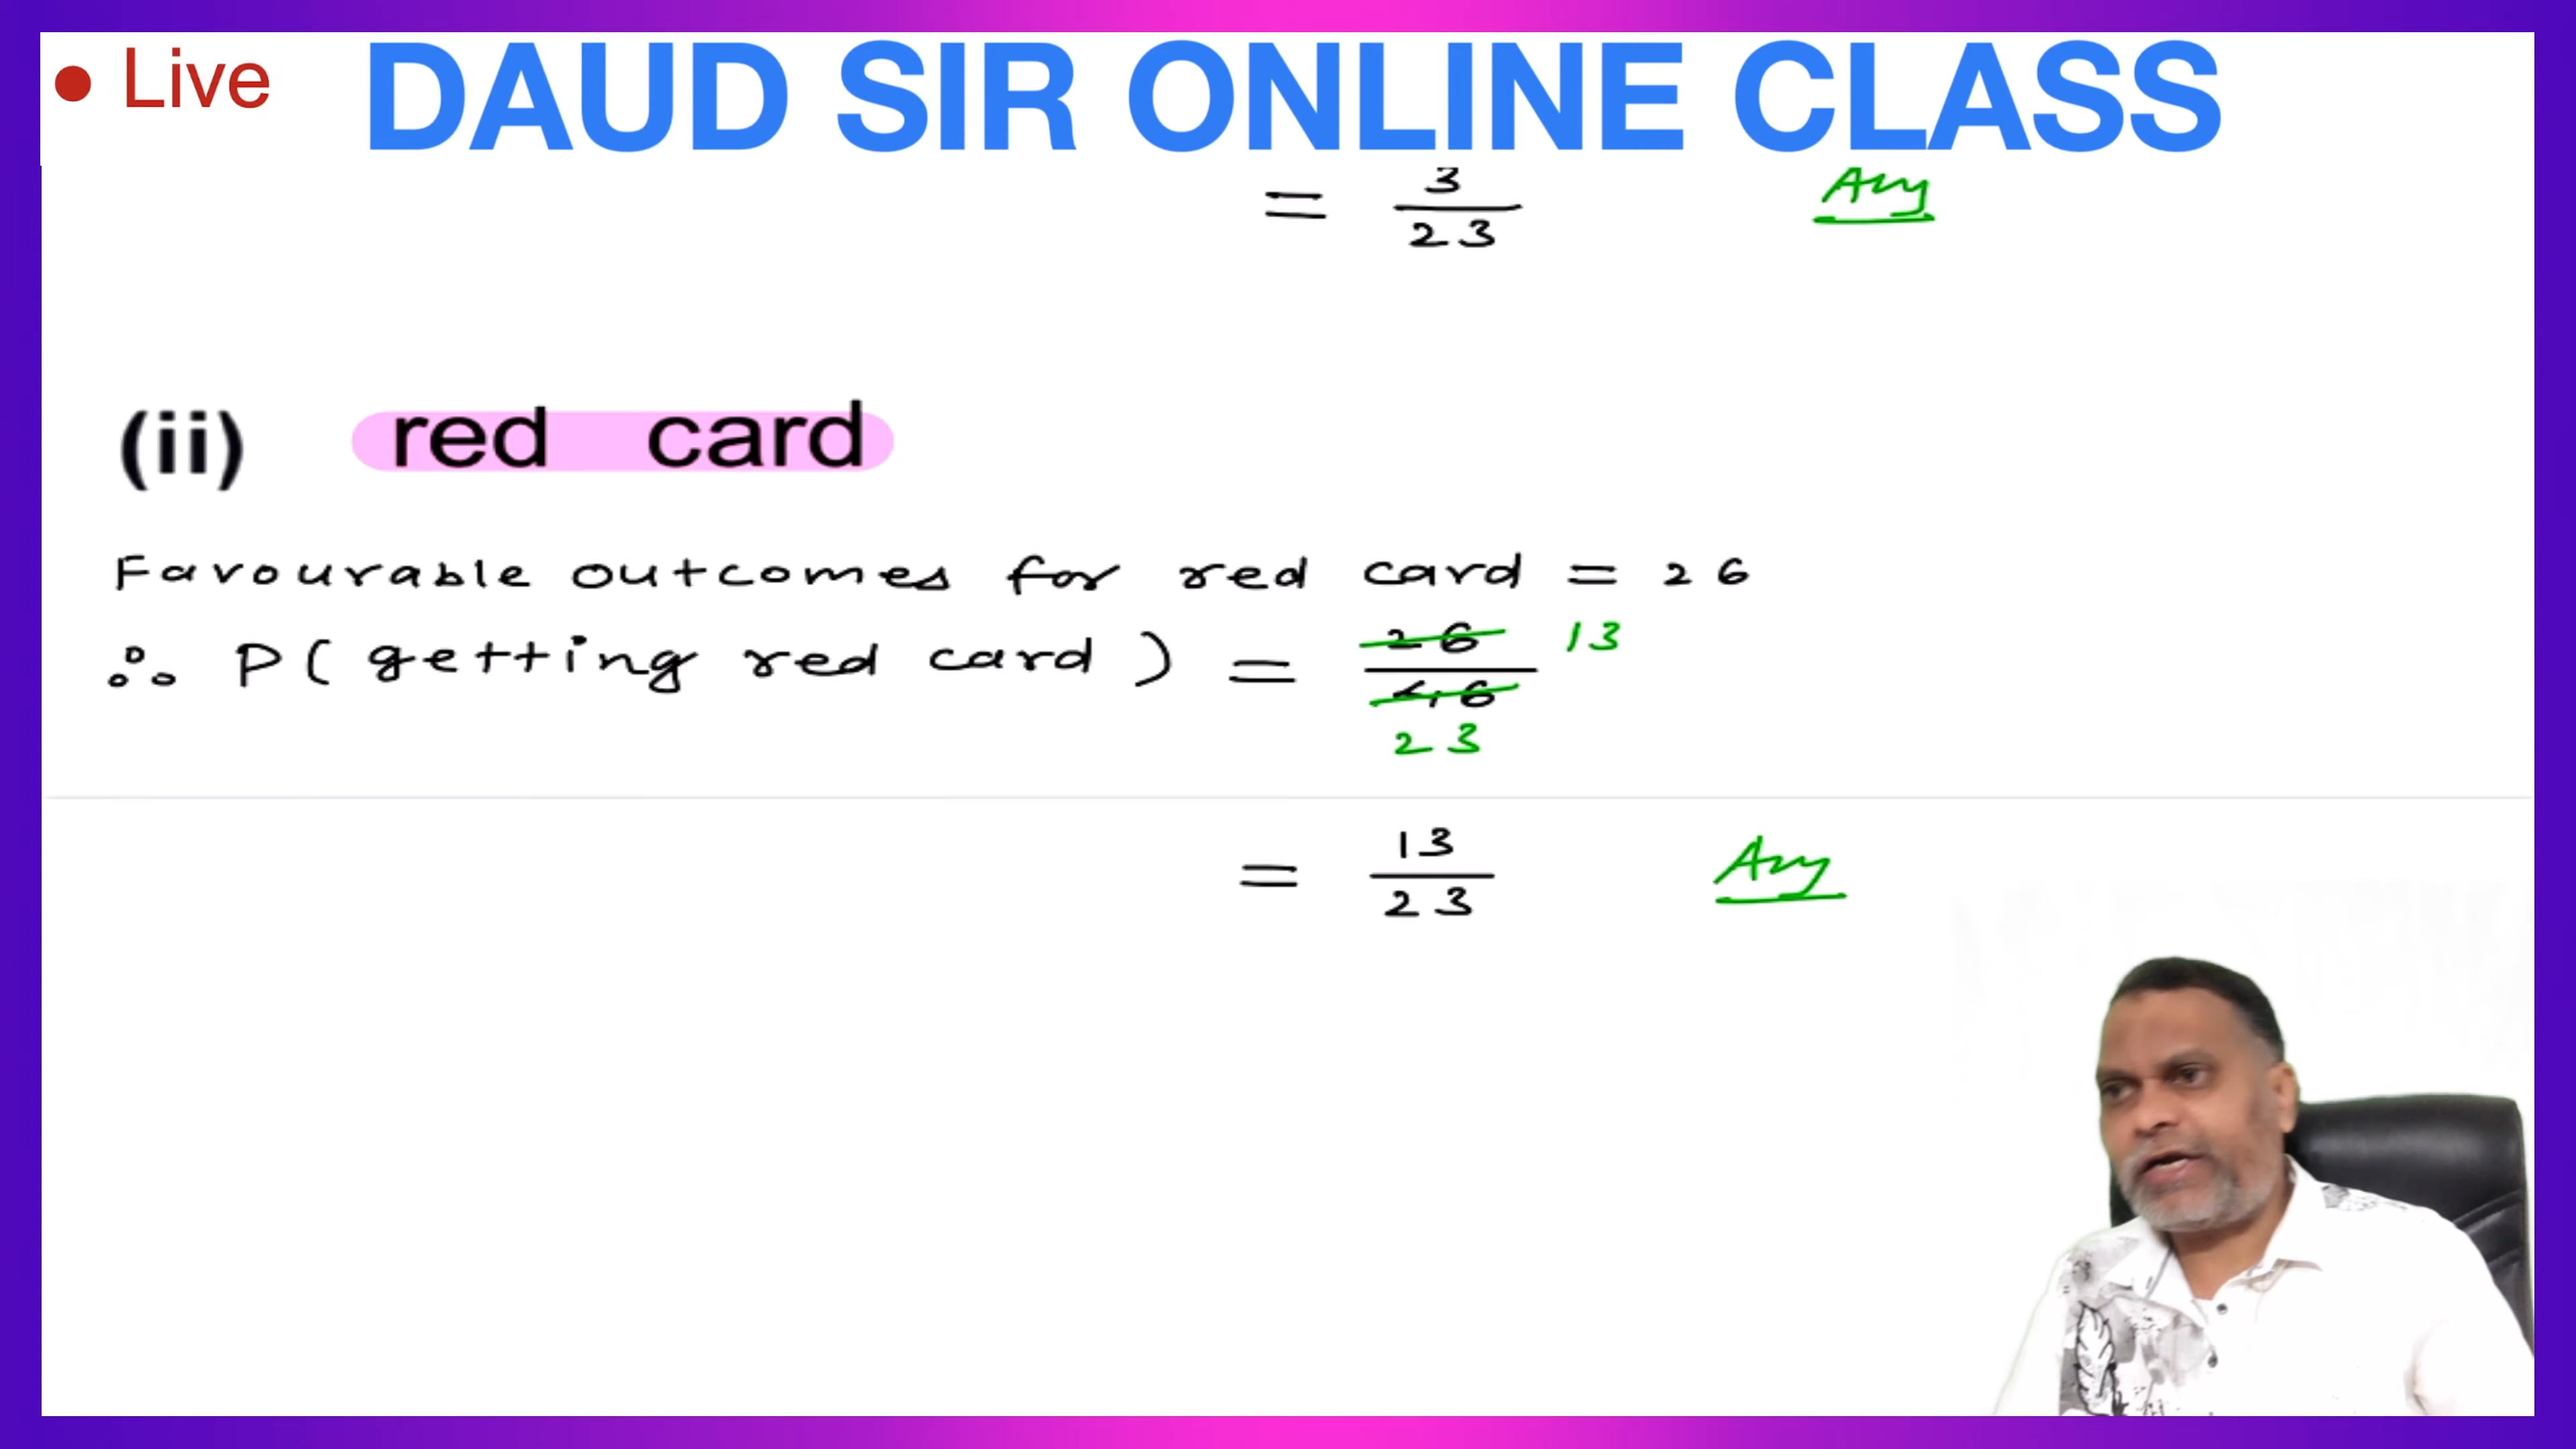 • Live DAUD SIR ONLINE CLASS
= 3/23 Ans
(ii) red card
Favourable outcomes for red card = 26
∴ P(getting red card) = 26/46 13
23
= 13/23 Ans